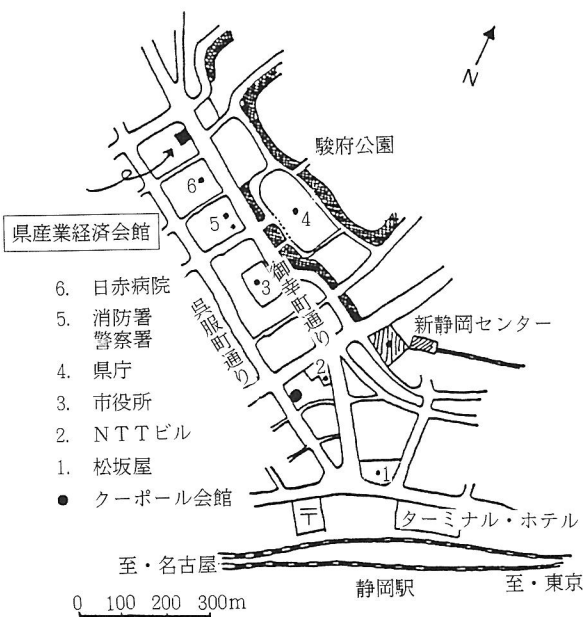 N
駿府公園
6
県産業経済会館
5
4
御幸町通り
3
呉服町通り
新静岡センター
2
6. 日赤病院
5. 消防署
警察署
4. 県庁
3. 市役所
2. NTTビル
1. 松坂屋
● クーポール会館
1
〒
ターミナル・ホテル
至・名古屋
静岡駅
至・東京
0 100 200 300m